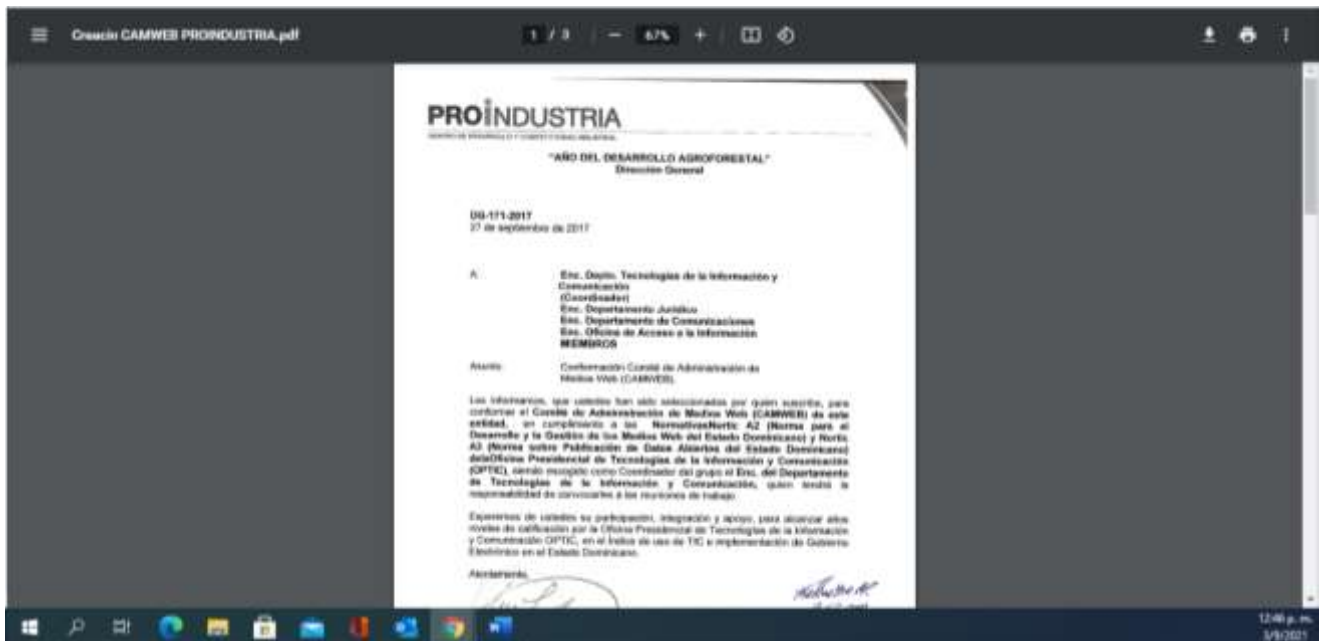 Creacin CAMWEB PROINDUSTRIA.pdf
1 / 3
67%
PROINDUSTRIA
CENTRO DE DESARROLLO Y COMPETITIVIDAD INDUSTRIAL
"AÑO DEL DESARROLLO AGROFORESTAL"
Dirección General
DG-171-2017
27 de septiembre de 2017
A
Enc. Depto. Tecnologías de la Información y
Comunicación
(Coordinador)
Enc. Departamento Jurídico
Enc. Departamento de Comunicaciones
Enc. Oficina de Acceso a la Información
MIEMBROS
Asunto
Conformación Comité de Administración de
Medios Web (CAMWEB).
Les informamos, que ustedes han sido seleccionados por quien suscribe, para
conformar el Comité de Administración de Medios Web (CAMWEB) de esta
entidad, en cumplimiento a las NormativasNortic A2 (Norma para el
Desarrollo y la Gestión de los Medios Web del Estado Dominicano) y Nortic
A3 (Norma sobre Publicación de Datos Abiertos del Estado Dominicano)
delaOficina Presidencial de Tecnologías de la Información y Comunicación
(OPTIC), siendo escogido como Coordinador del grupo el Enc. del Departamento
de Tecnologías de la Información y Comunicación, quien tendrá la
responsabilidad de convocarles a las reuniones de trabajo.
Esperamos de ustedes su participación, integración y apoyo, para alcanzar altos
niveles de calificación por la Oficina Presidencial de Tecnologías de la Información
y Comunicación OPTIC, en el Índice de uso de TIC e implementación de Gobierno
Electrónico en el Estado Dominicano.
Atentamente,
12:46 p. m.
3/9/2021